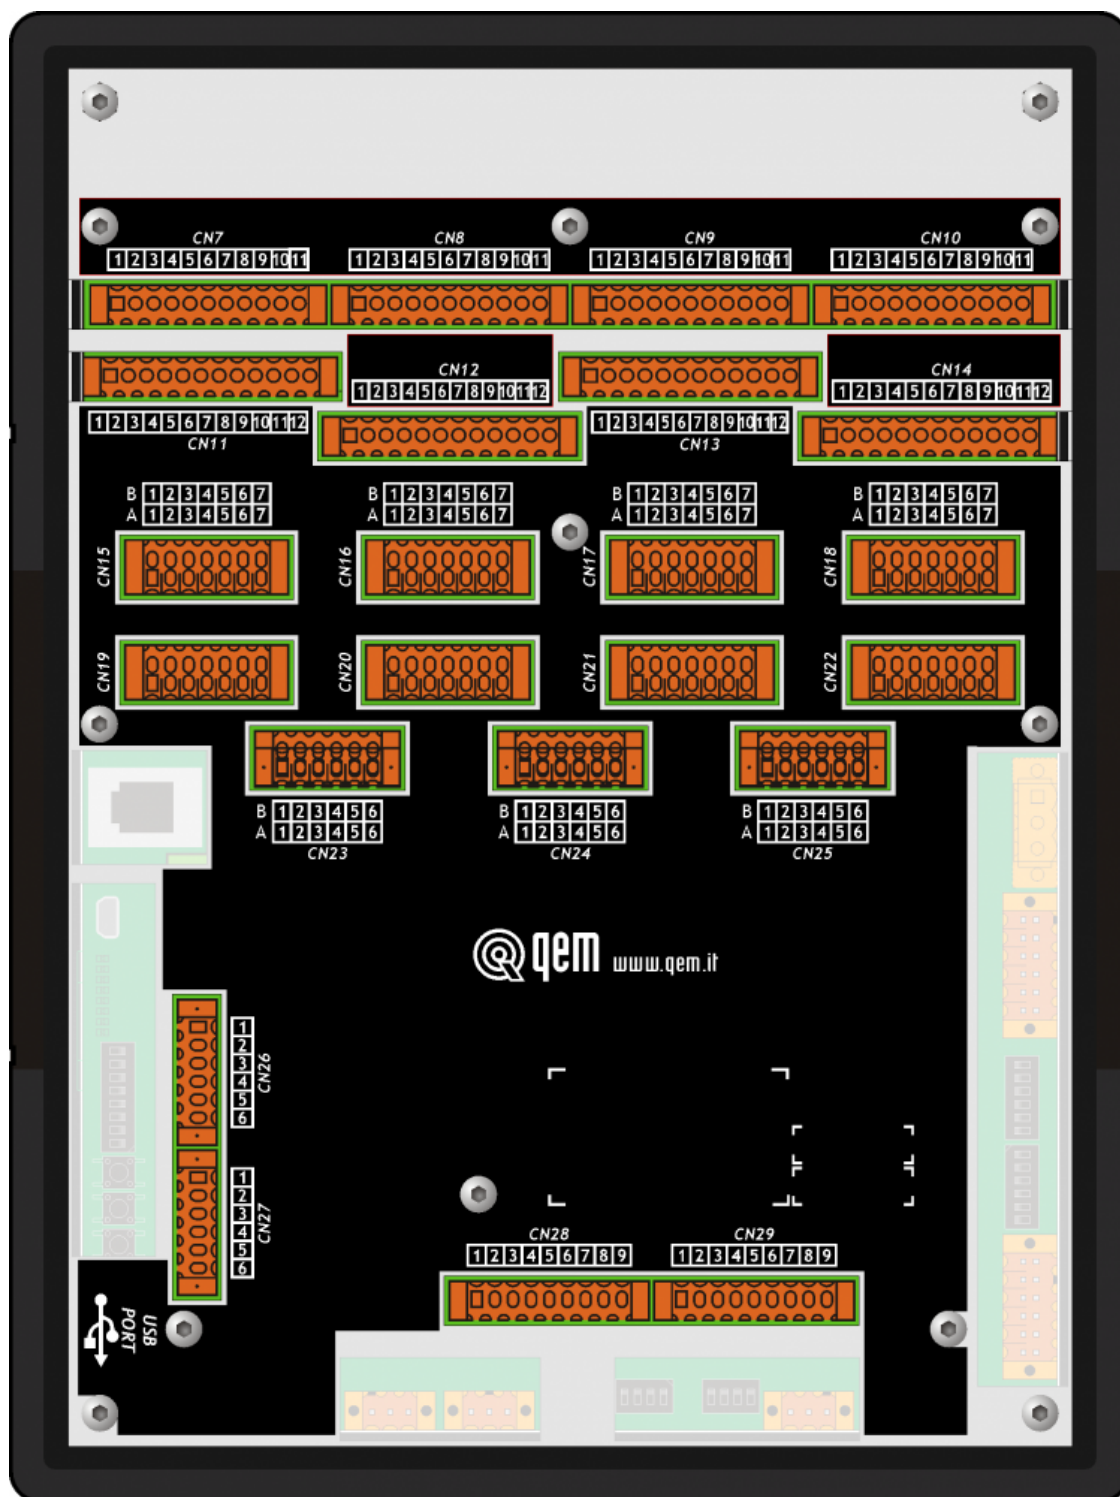 CN7 CN8 CN9 CN10
1 2 3 4 5 6 7 8 9 10 11 1 2 3 4 5 6 7 8 9 10 11 1 2 3 4 5 6 7 8 9 10 11 1 2 3 4 5 6 7 8 9 10 11
CN12 CN14
1 2 3 4 5 6 7 8 9 10 11 12 1 2 3 4 5 6 7 8 9 10 11 12
1 2 3 4 5 6 7 8 9 10 11 12 1 2 3 4 5 6 7 8 9 10 11 12
CN11 CN13
B 1 2 3 4 5 6 7 B 1 2 3 4 5 6 7 B 1 2 3 4 5 6 7 B 1 2 3 4 5 6 7
A 1 2 3 4 5 6 7 A 1 2 3 4 5 6 7 A 1 2 3 4 5 6 7 A 1 2 3 4 5 6 7
CN15 CN16 CN17 CN18
CN19 CN20 CN21 CN22
B 1 2 3 4 5 6 B 1 2 3 4 5 6 B 1 2 3 4 5 6
A 1 2 3 4 5 6 A 1 2 3 4 5 6 A 1 2 3 4 5 6
CN23 CN24 CN25
qem www.qem.it
1 2 3 4 5 6
CN26
1 2 3 4 5 6
CN27
CN28 CN29
1 2 3 4 5 6 7 8 9 1 2 3 4 5 6 7 8 9
USB
PORT